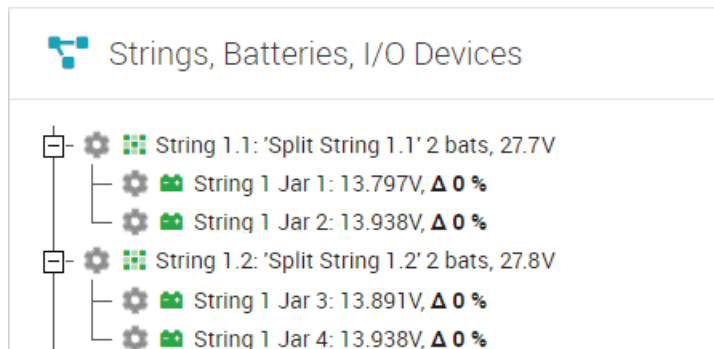 Strings, Batteries, I/O Devices
String 1.1: 'Split String 1.1' 2 bats, 27.7V
String 1 Jar 1: 13.797V, Δ 0 %
String 1 Jar 2: 13.938V, Δ 0 %
String 1.2: 'Split String 1.2' 2 bats, 27.8V
String 1 Jar 3: 13.891V, Δ 0 %
String 1 Jar 4: 13.938V, Δ 0 %